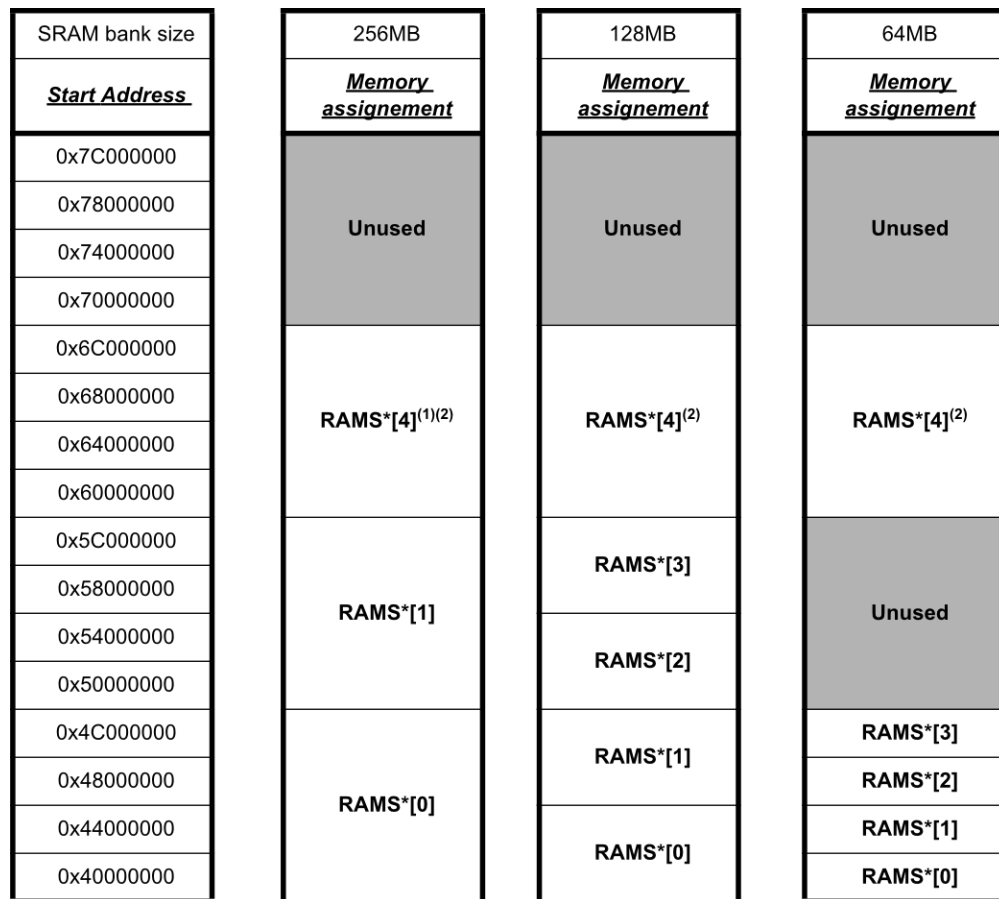 SRAM bank size
256MB
128MB
64MB
Start Address
Memory
assignement
Memory
assignement
Memory
assignement
0x7C000000
0x78000000
0x74000000
0x70000000
Unused
Unused
Unused
0x6C000000
0x68000000
0x64000000
0x60000000
RAMS*[4](1)(2)
RAMS*[4](2)
RAMS*[4](2)
0x5C000000
0x58000000
0x54000000
0x50000000
RAMS*[1]
RAMS*[3]
RAMS*[2]
Unused
0x4C000000
0x48000000
0x44000000
0x40000000
RAMS*[0]
RAMS*[1]
RAMS*[0]
RAMS*[3]
RAMS*[2]
RAMS*[1]
RAMS*[0]